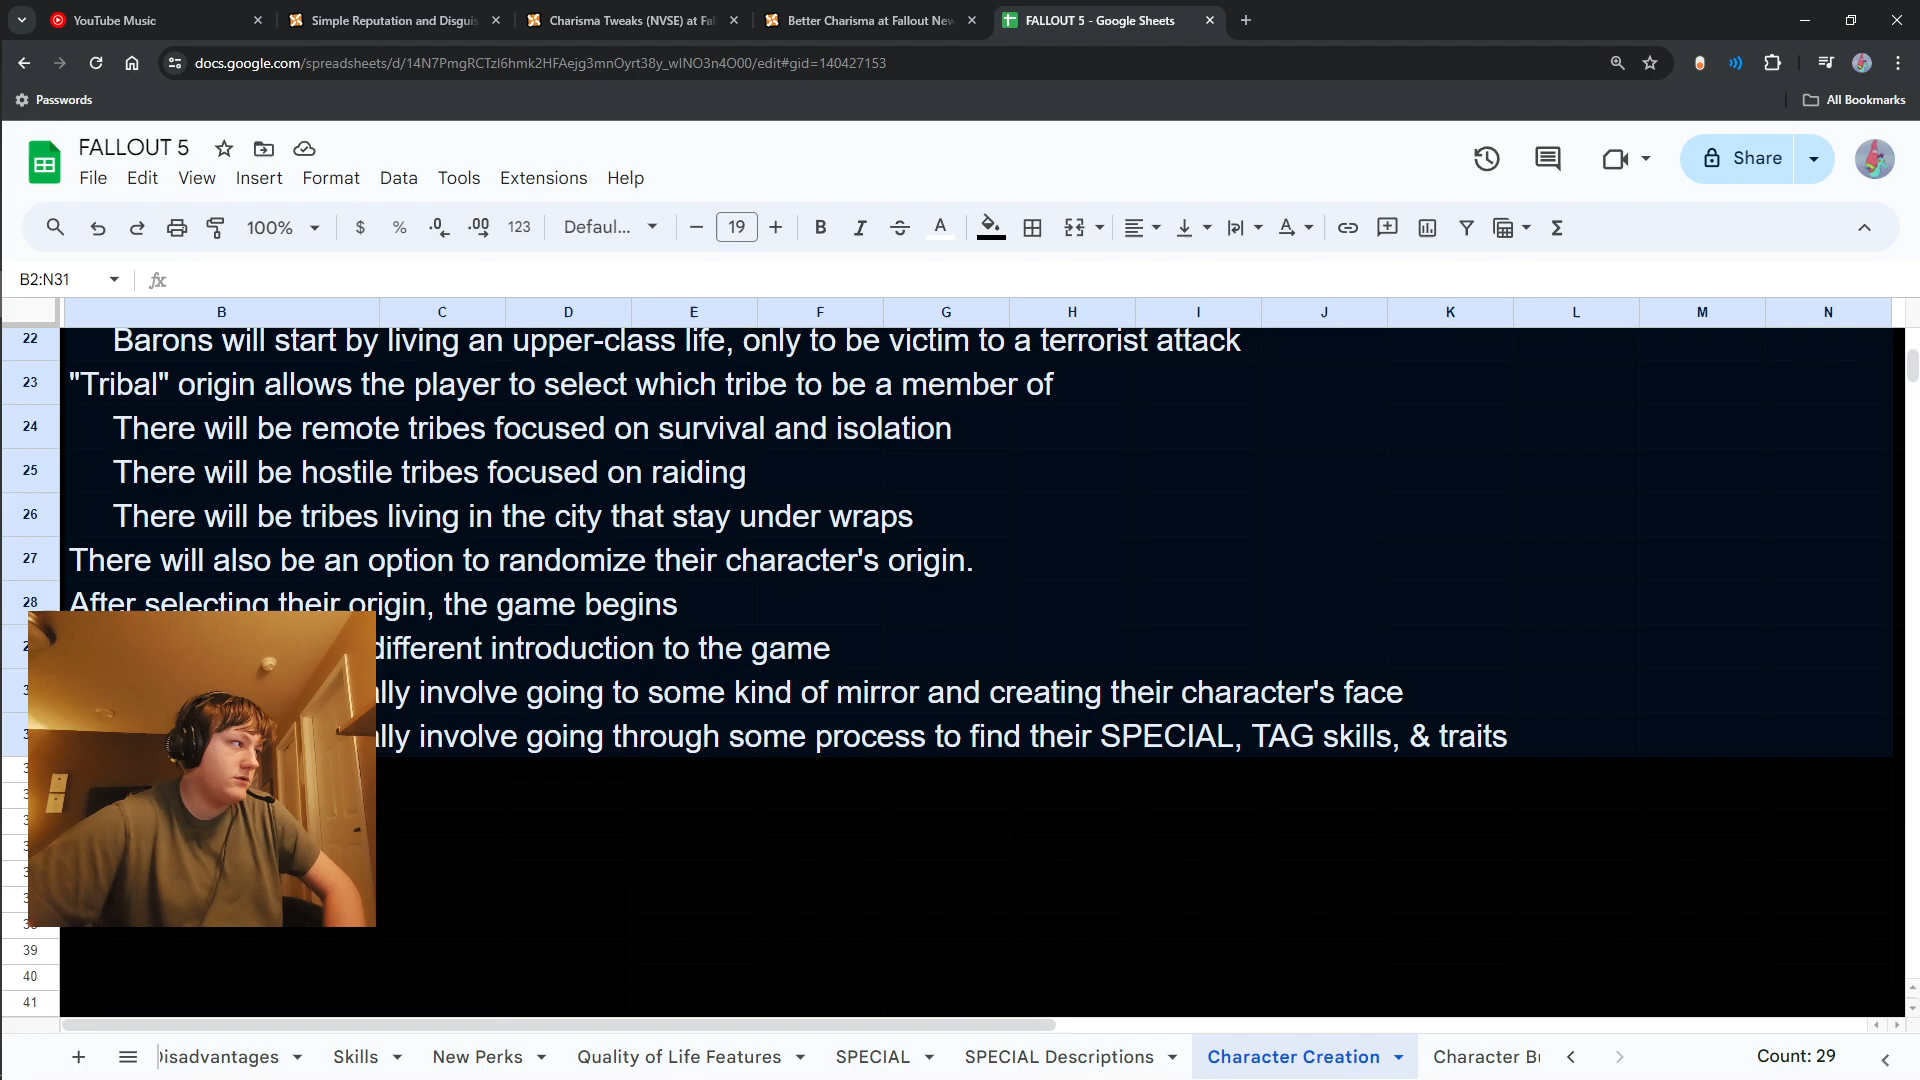 YouTube Music
Simple Reputation and Disguis
Charisma Tweaks (NVSE) at Fal
Better Charisma at Fallout New
FALLOUT 5 - Google Sheets
docs.google.com/spreadsheets/d/14N7PmgRCTzl6hmk2HFAejg3mnOyrt38y_wINO3n4O00/edit#gid=140427153
Passwords
All Bookmarks
FALLOUT 5
Share
File Edit View Insert Format Data Tools Extensions Help
100% $ % .0 .00 123 Defaul... 19 B I S A
B2:N31 fx
B C D E F G H I J K L M N
22 Barons will start by living an upper-class life, only to be victim to a terrorist attack
23 "Tribal" origin allows the player to select which tribe to be a member of
24 There will be remote tribes focused on survival and isolation
25 There will be hostile tribes focused on raiding
26 There will be tribes living in the city that stay under wraps
27 There will also be an option to randomize their character's origin.
28 After selecting their origin, the game begins
different introduction to the game
lly involve going to some kind of mirror and creating their character's face
lly involve going through some process to find their SPECIAL, TAG skills, & traits
39
40
41
isadvantages Skills New Perks Quality of Life Features SPECIAL SPECIAL Descriptions Character Creation Character Bu Count: 29